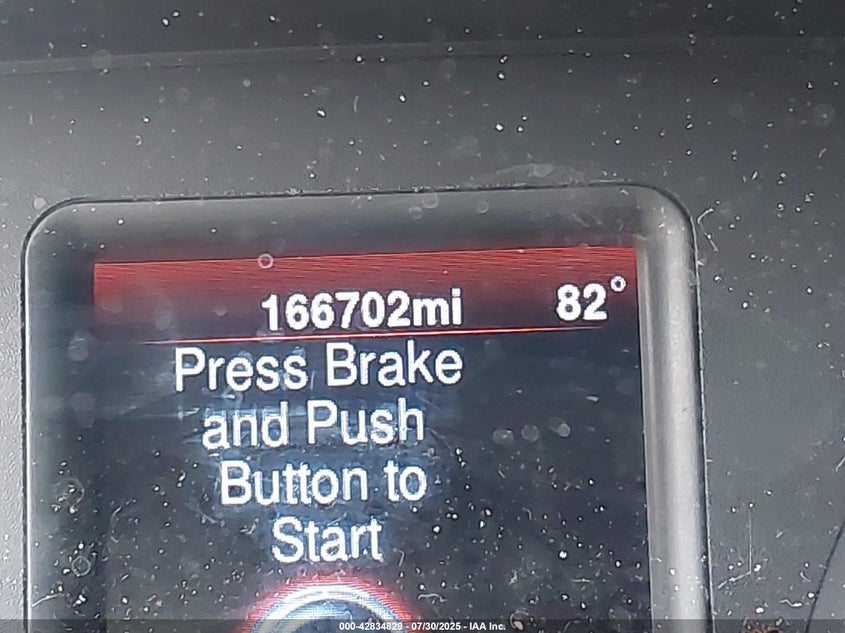 166702mi 82°
Press Brake
and Push
Button to
Start
000-42834829 - 07/30/2025 - IAA Inc.